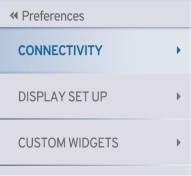 Preferences
CONNECTIVITY
DISPLAY SET UP
CUSTOM WIDGETS